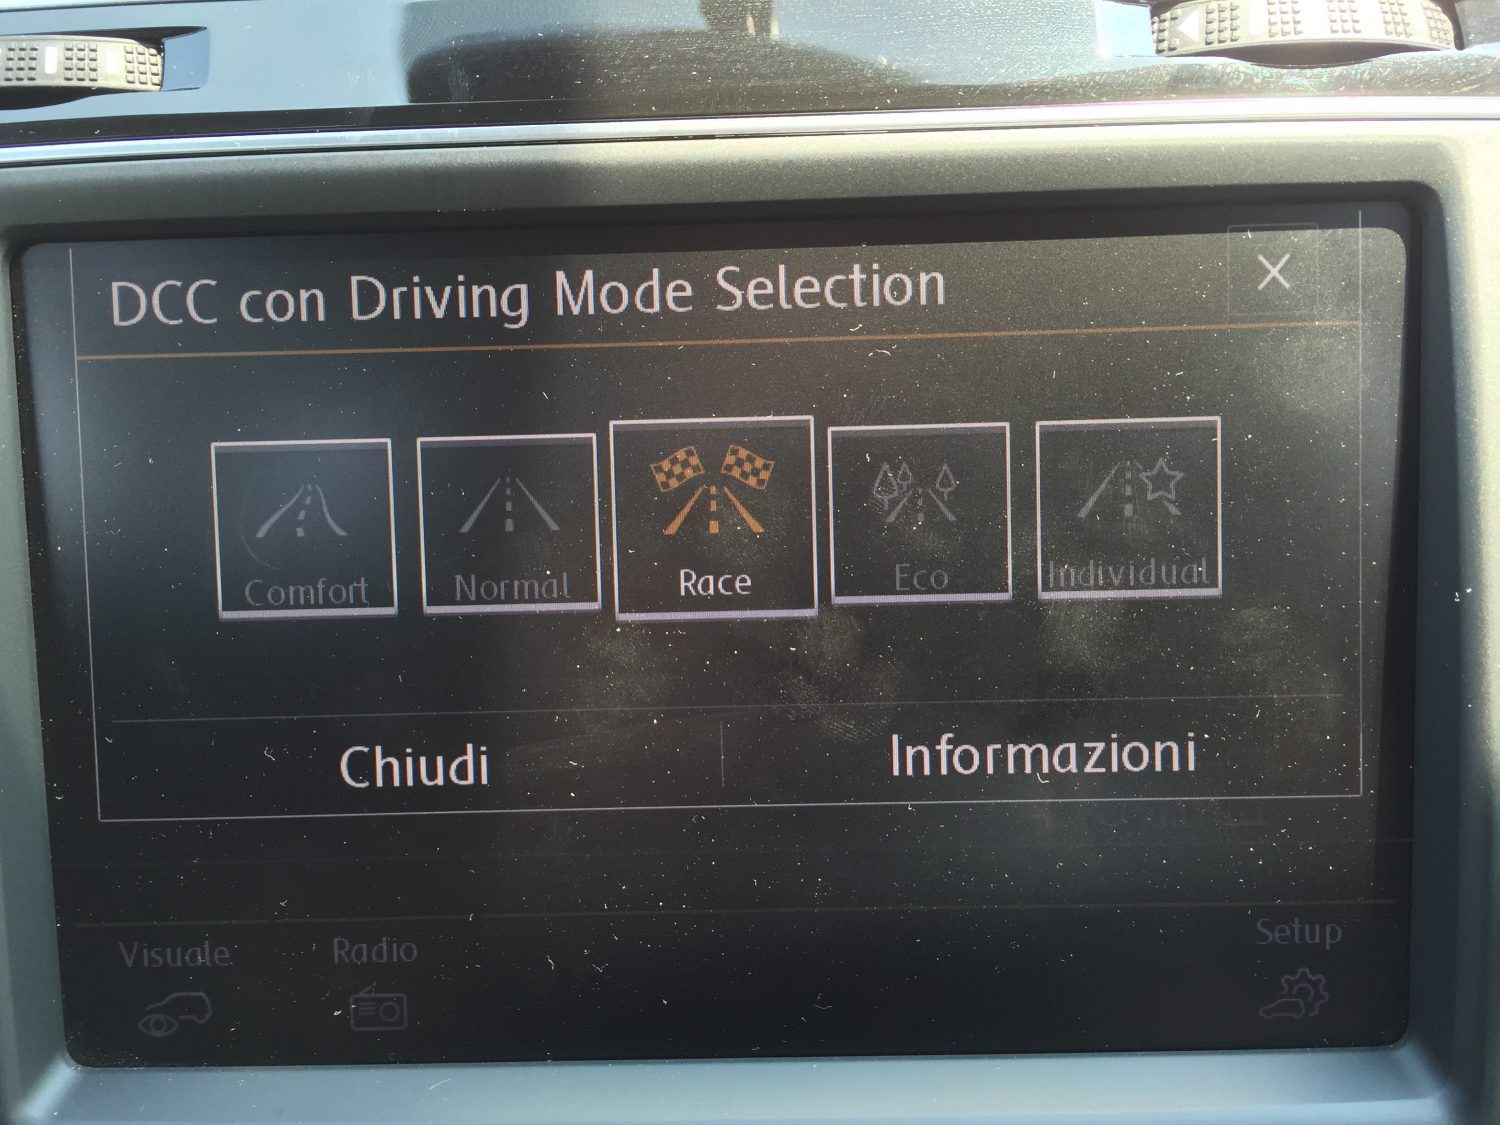 DCC con Driving Mode Selection
Comfort Normal Race Eco Individual
Chiudi Informazioni
Visuale Radio Setup